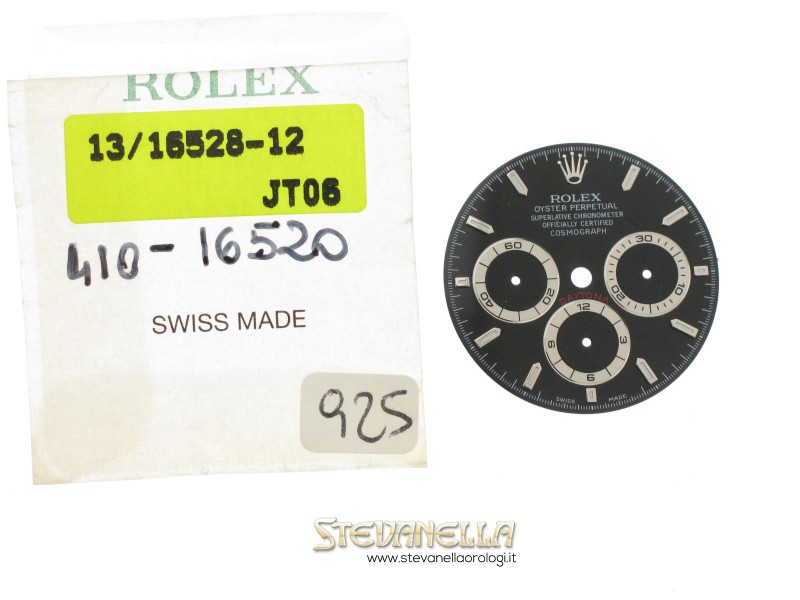 ROLEX
13/16528-12
JT06
410-16520
SWISS MADE
925
ROLEX
OYSTER PERPETUAL
SUPERLATIVE CHRONOMETER
OFFICIALLY CERTIFIED
COSMOGRAPH
60
20
40
30
10
20
DAYTONA
12
3
6
9
SWISS MADE
STEVANELLA
www.stevanellaorologi.it